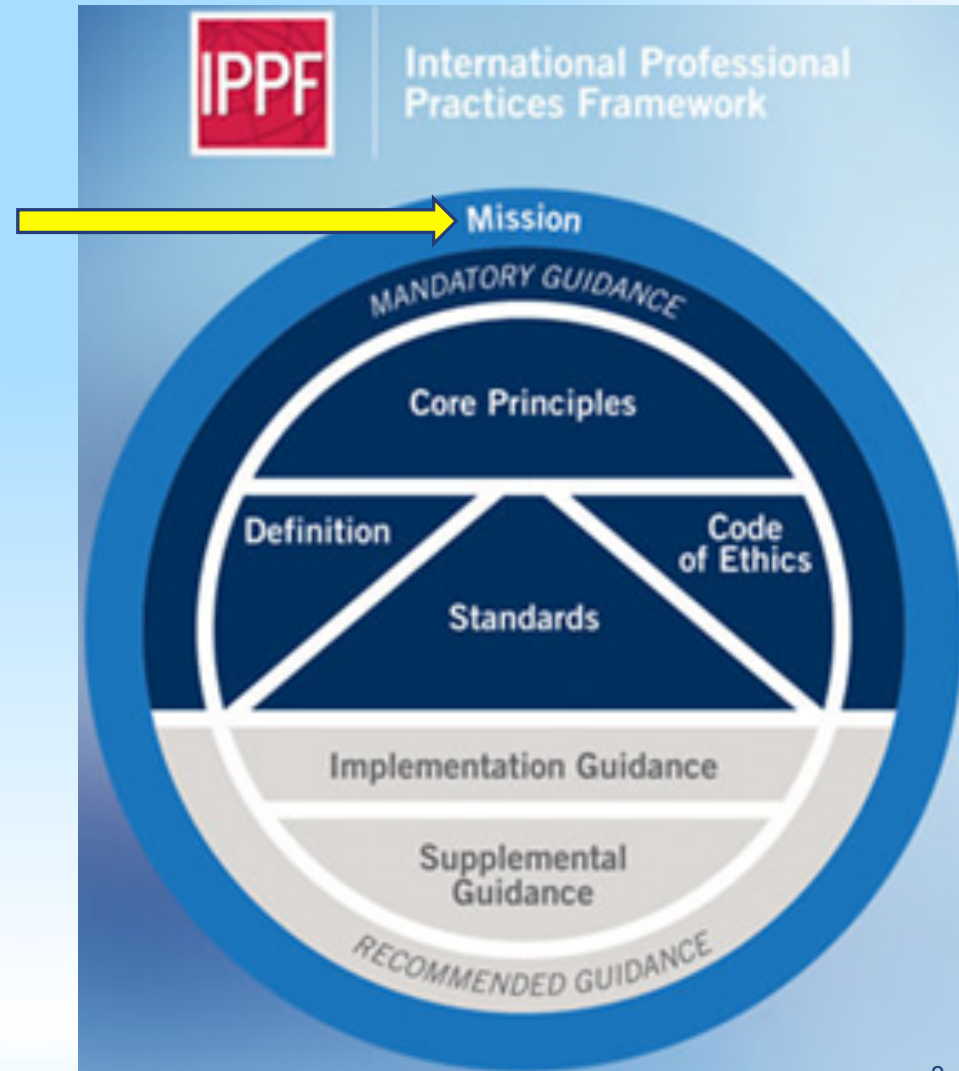 IPPF
International Professional
Practices Framework
Mission
MANDATORY GUIDANCE
Core Principles
Definition
Code
of Ethics
Standards
Implementation Guidance
Supplemental
Guidance
RECOMMENDED GUIDANCE